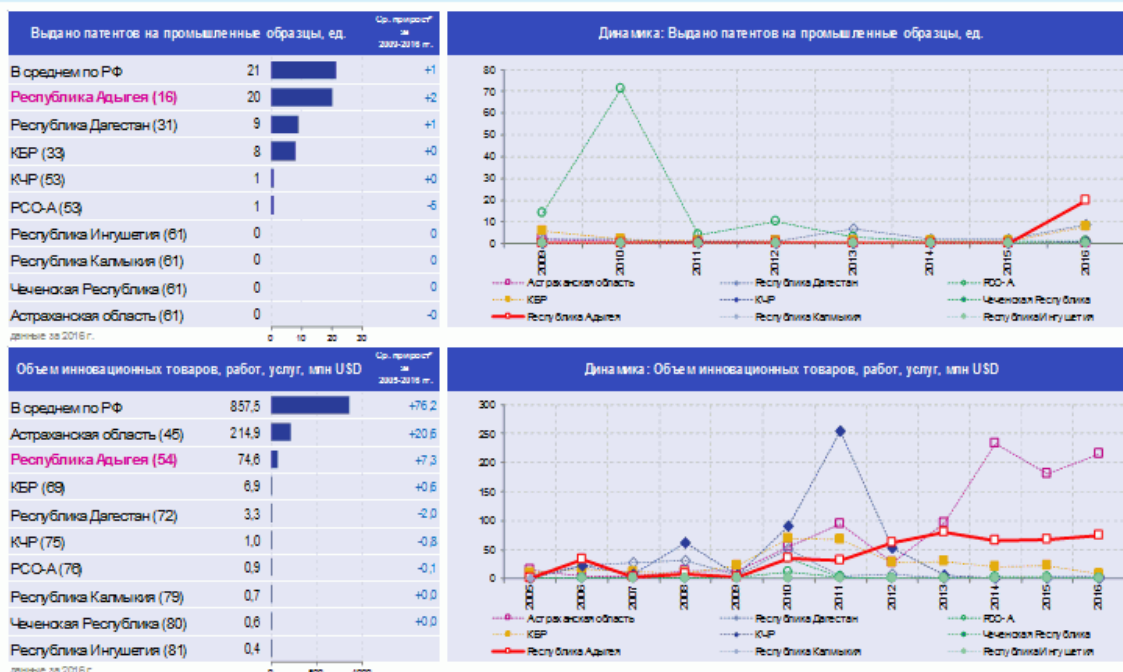 Выдано патентов на промышленные образцы, ед.
Ср. прирост* за 2009-2016 гг.
В среднем по РФ 21 +1
Республика Адыгея (16) 20 +2
Республика Дагестан (31) 9 +1
КБР (33) 8 +0
КЧР (53) 1 +0
РСО-А (53) 1 -5
Республика Ингушетия (61) 0 0
Республика Калмыкия (61) 0 0
Чеченская Республика (61) 0 0
Астраханская область (61) 0 -0
данные за 2016 г.
0 10 20 30
Динамика: Выдано патентов на промышленные образцы, ед.
80
70
60
50
40
30
20
10
0
2009 2010 2011 2012 2013 2014 2015 2016
Астраханская область Республика Дагестан РСО-А
КБР КЧР Чеченская Республика
Республика Адыгея Республика Калмыкия Республика Ингушетия
Объем инновационных товаров, работ, услуг, млн USD
Ср. прирост* за 2005-2016 гг.
В среднем по РФ 857,5 +76,2
Астраханская область (45) 214,9 +20,6
Республика Адыгея (54) 74,6 +7,3
КБР (69) 6,9 +0,6
Республика Дагестан (72) 3,3 -2,0
КЧР (75) 1,0 -0,8
РСО-А (76) 0,9 -0,1
Республика Калмыкия (79) 0,7 +0,0
Чеченская Республика (80) 0,6 +0,0
Республика Ингушетия (81) 0,4
данные за 2016 г.
0 500 1000
Динамика: Объем инновационных товаров, работ, услуг, млн USD
300
250
200
150
100
50
0
2005 2006 2007 2008 2009 2010 2011 2012 2013 2014 2015 2016
Астраханская область Республика Дагестан РСО-А
КБР КЧР Чеченская Республика
Республика Адыгея Республика Калмыкия Республика Ингушетия